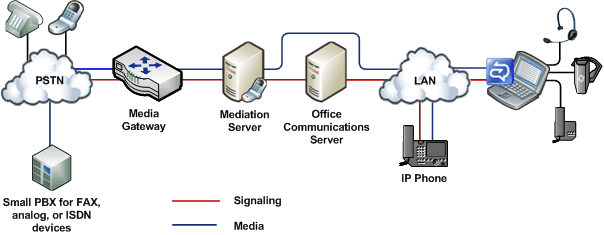 PSTN
Media
Gateway
Mediation
Server
Office
Communications
Server
LAN
IP Phone
Small PBX for FAX,
analog, or ISDN
devices
Signaling
Media